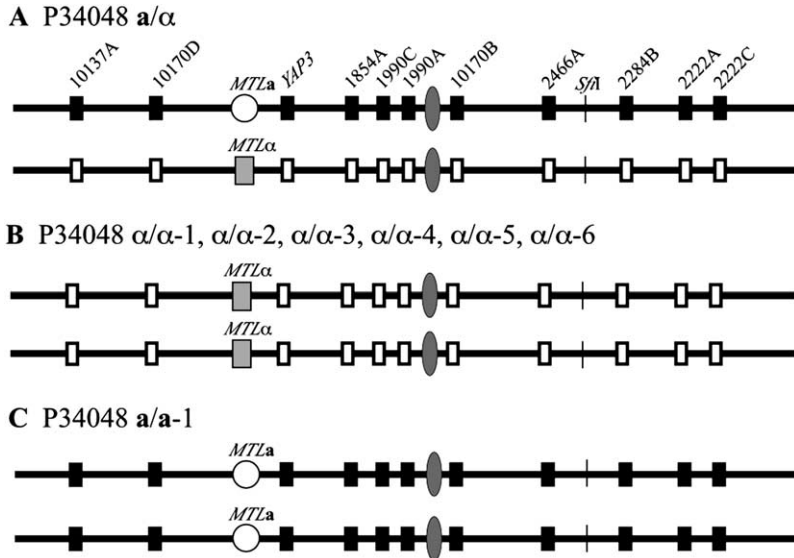 A P34048 a/α
10137A 10170D MTLa YAP3 1854A 1990C 1990A 10170B 2466A SfiI 2284B 2222A 2222C
MTLα
B P34048 α/α-1, α/α-2, α/α-3, α/α-4, α/α-5, α/α-6
MTLα
MTLα
C P34048 a/a-1
MTLa
MTLa